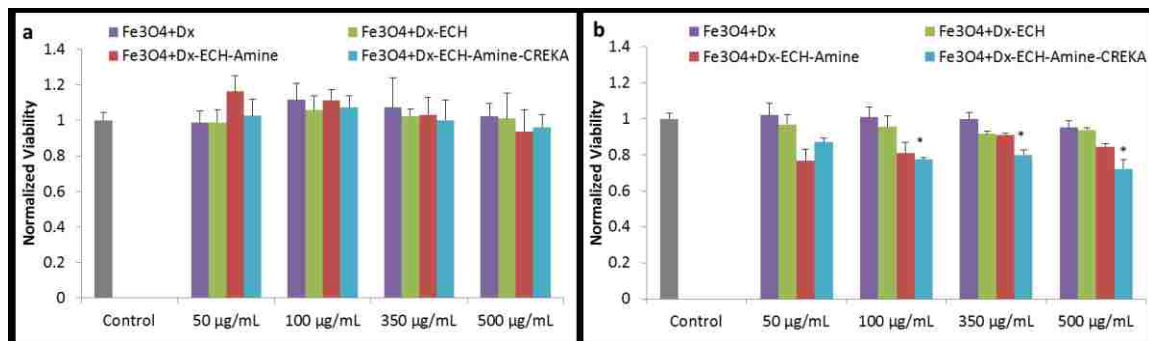 a
Fe3O4+Dx
Fe3O4+Dx-ECH
Fe3O4+Dx-ECH-Amine
Fe3O4+Dx-ECH-Amine-CREKA
Normalized Viability
1.4
1.2
1
0.8
0.6
0.4
0.2
0
Control
50 µg/mL
100 µg/mL
350 µg/mL
500 µg/mL
b
Fe3O4+Dx
Fe3O4+Dx-ECH
Fe3O4+Dx-ECH-Amine
Fe3O4+Dx-ECH-Amine-CREKA
Normalized Viability
1.4
1.2
1
0.8
0.6
0.4
0.2
0
*
*
*
Control
50 µg/mL
100 µg/mL
350 µg/mL
500 µg/mL